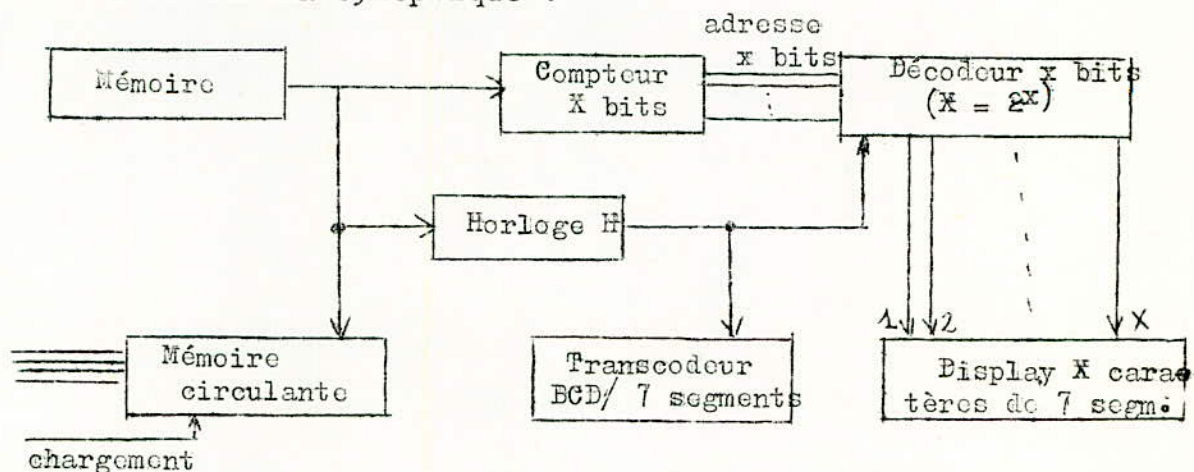 adresse
x bits
Mémoire
Compteur
X bits
Décodeur x bits
(X = 2^x)
Horloge H
1
2
X
Mémoire
circulante
Transcodeur
BCD/ 7 segments
Display X carac
tères de 7 segm.
chargement